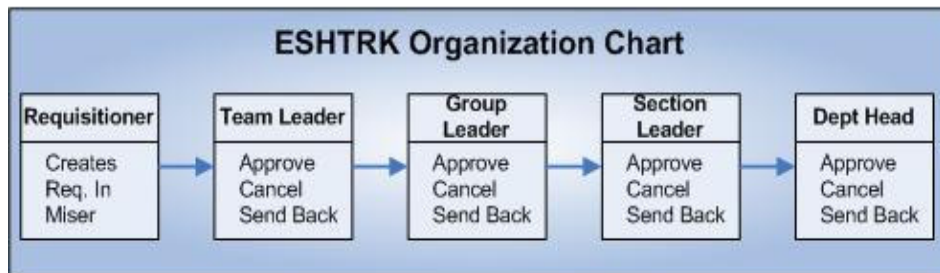 ESHTRK Organization Chart
Requisitioner
Creates
Req. In
Miser
Team Leader
Approve
Cancel
Send Back
Group
Leader
Approve
Cancel
Send Back
Section
Leader
Approve
Cancel
Send Back
Dept Head
Approve
Cancel
Send Back